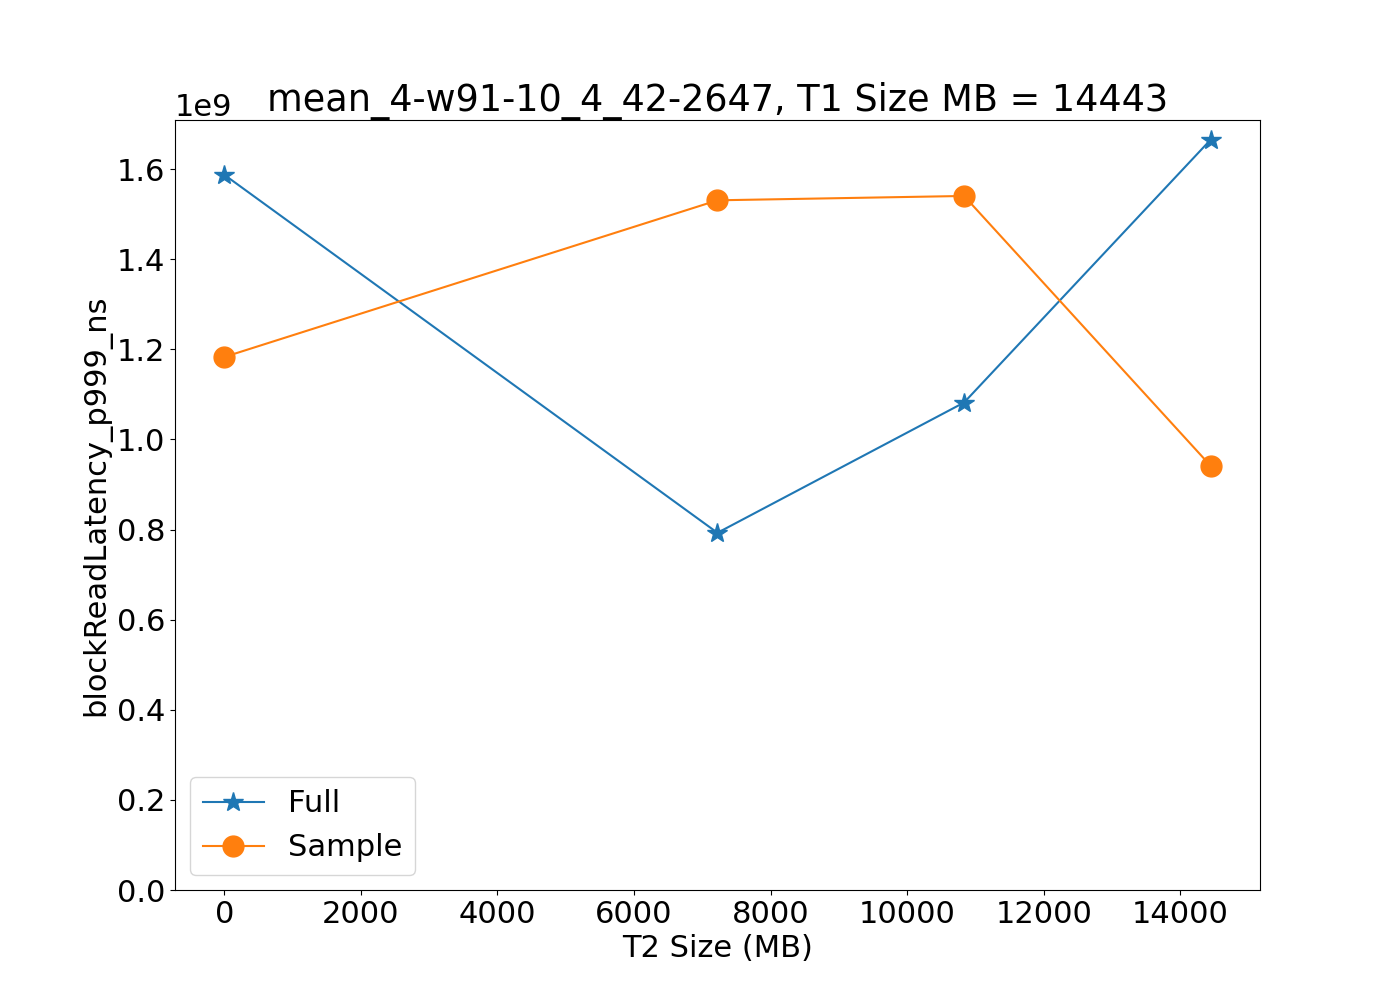 mean_4-w91-10_4_42-2647, T1 Size MB = 14443
1e9
1.6
1.4
1.2
1.0
0.8
0.6
0.4
0.2
0.0
blockReadLatency_p999_ns
Full
Sample
0 2000 4000 6000 8000 10000 12000 14000
T2 Size (MB)